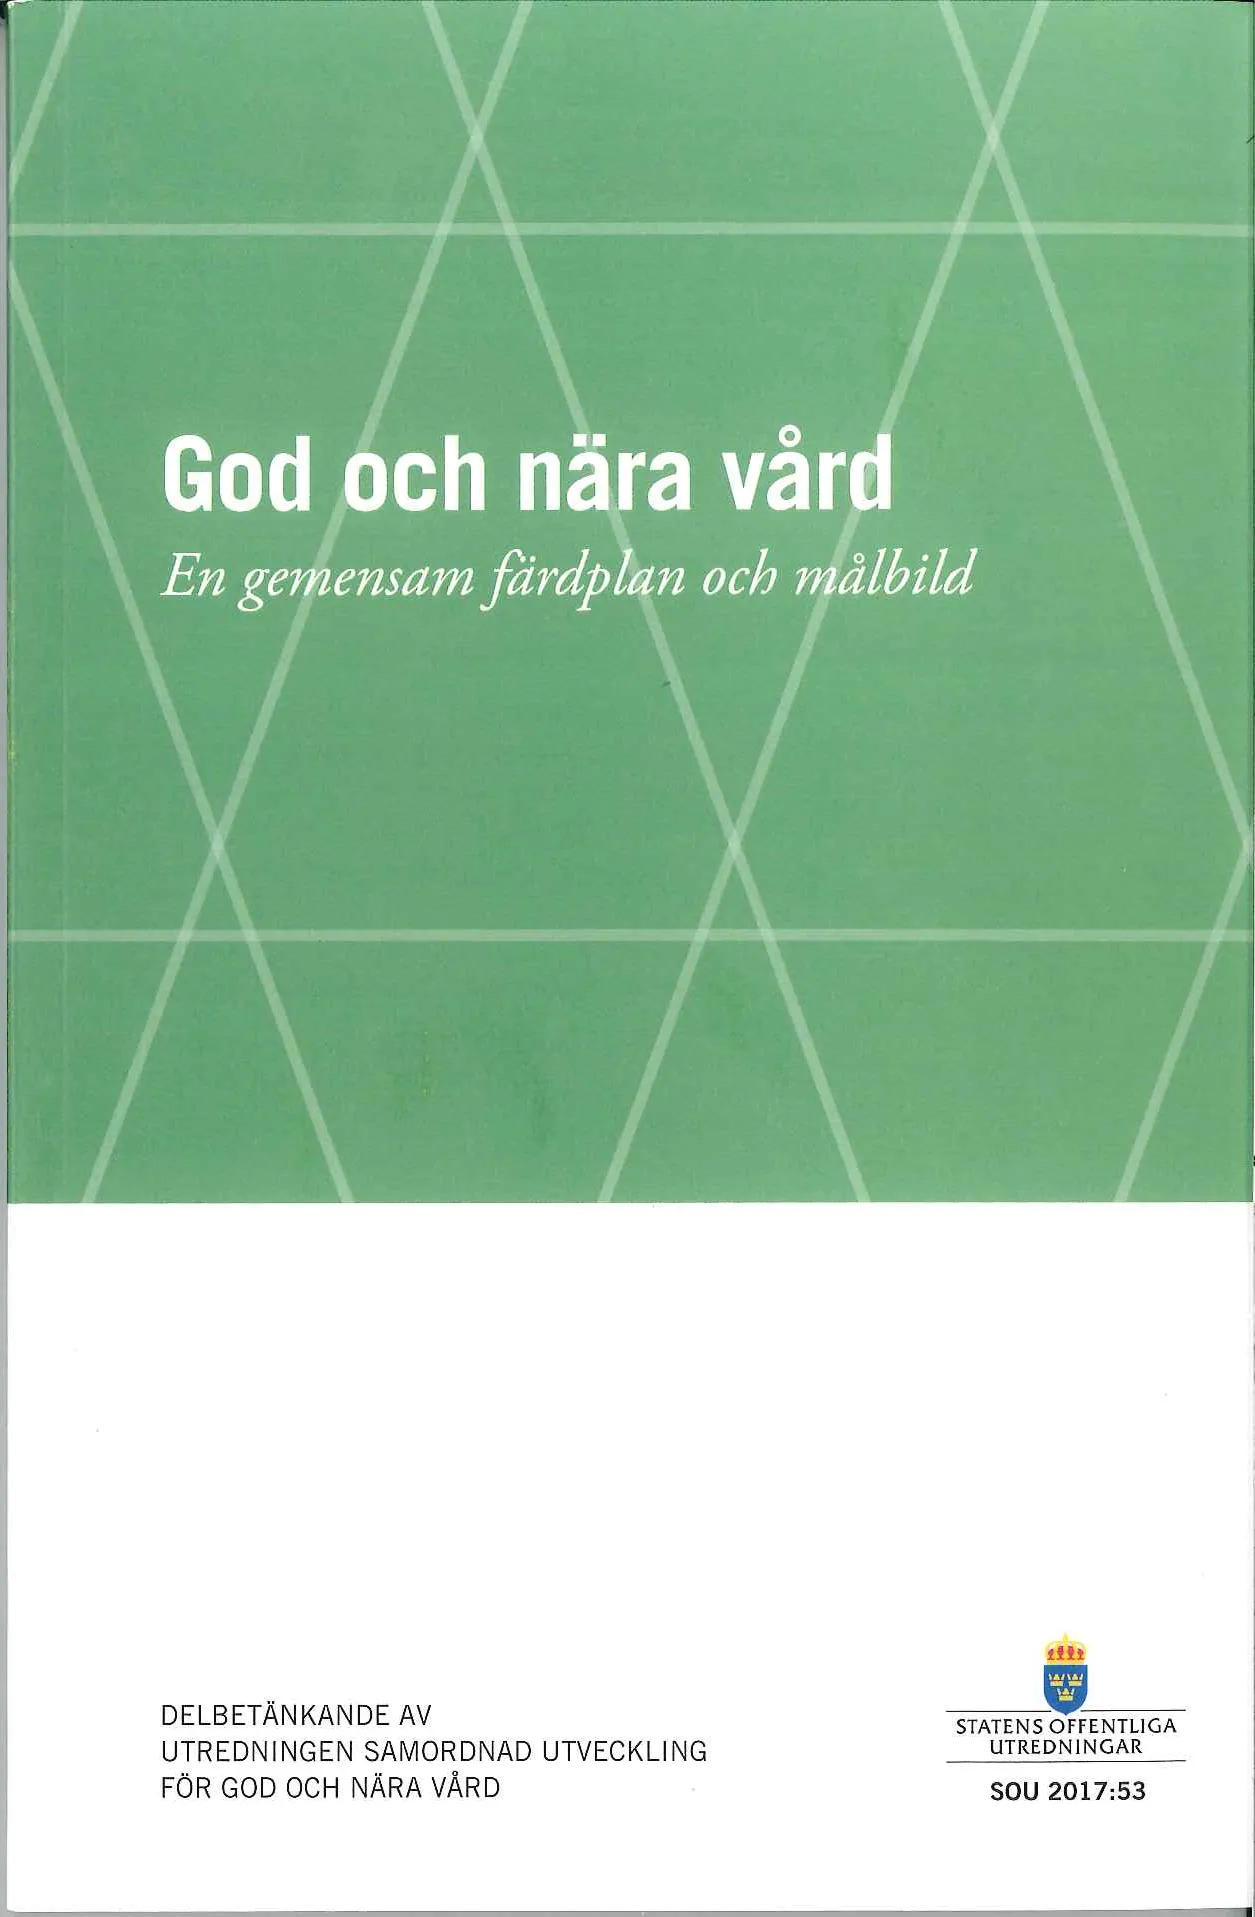 God och nära vård
En gemensam färdplan och målbild
DELBETÄNKANDE AV
UTREDNINGEN SAMORDNAD UTVECKLING
FÖR GOD OCH NÄRA VÅRD
STATENS OFFENTLIGA
UTREDNINGAR
SOU 2017:53